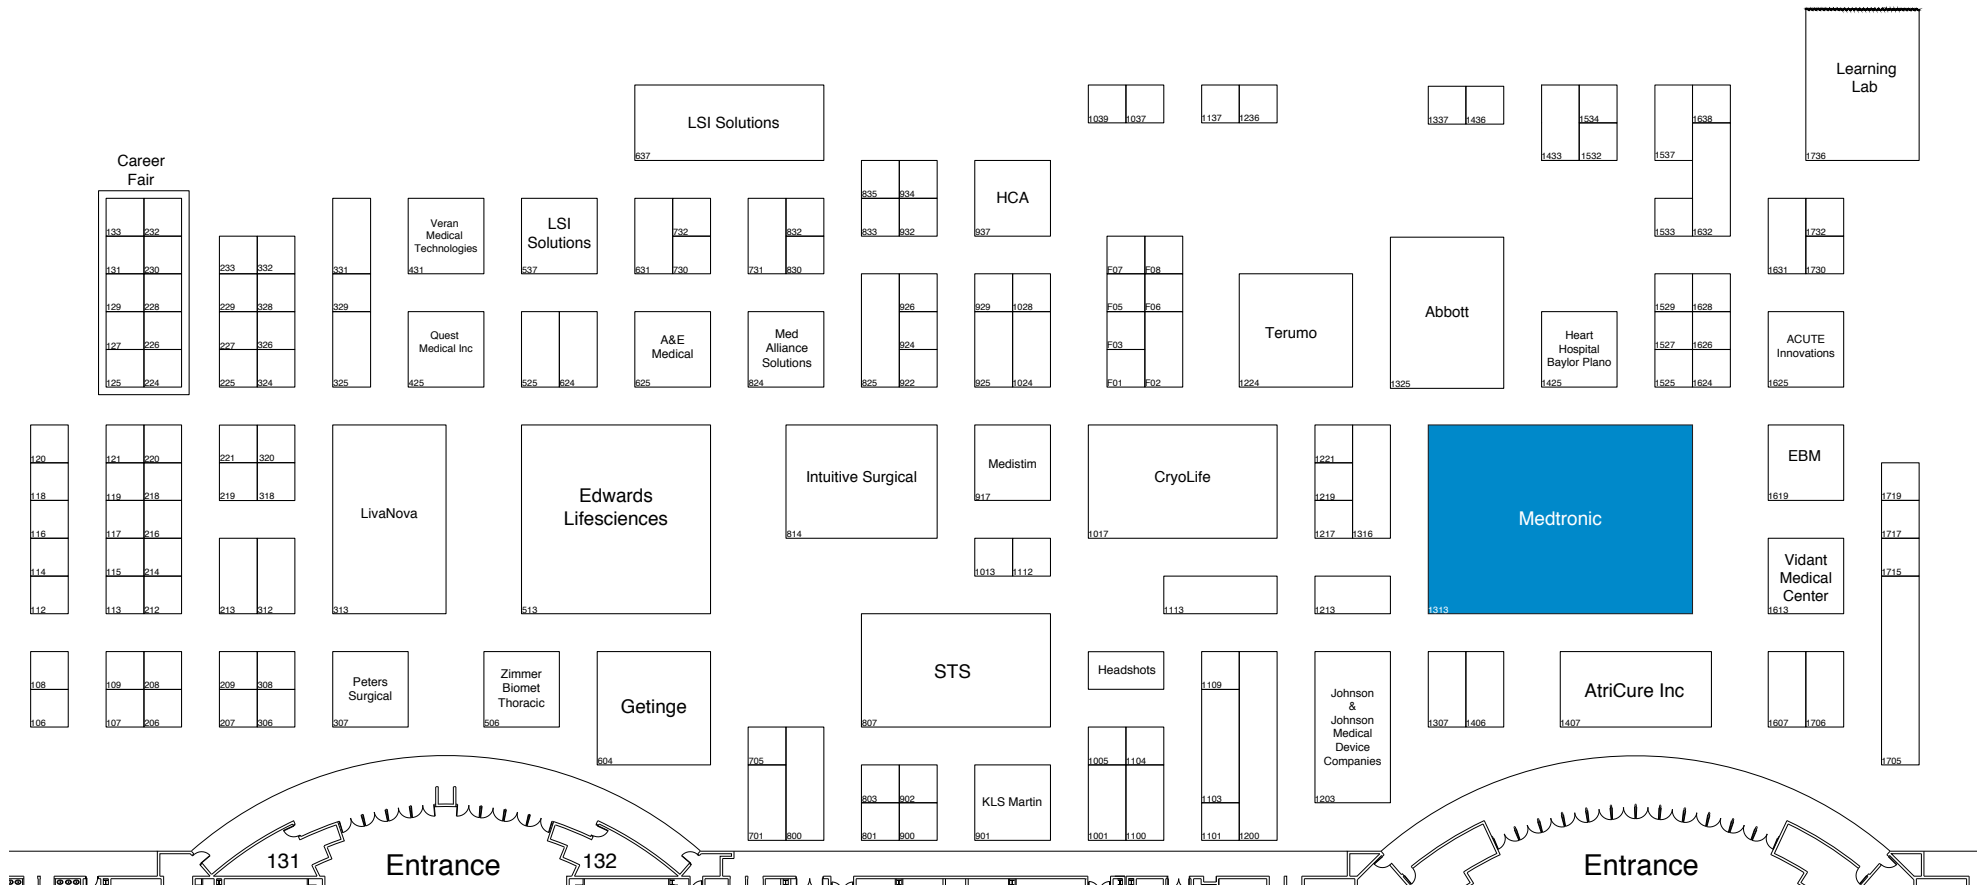 Learning
Lab
1736
LSI Solutions
637
1039 1037
1137 1236
1337 1436
1433 1534
1532
1537 1638
1533 1632
Career
Fair
133 232
131 230
129 228
127 226
125 224
233 332
229 328
227 326
225 324
331
329
325
Veran
Medical
Technologies
431
LSI
Solutions
537
631 732
730
731 832
830
835 934
833 932
HCA
937
F07 F08
F05 F06
F03
F01 F02
Terumo
1224
Abbott
1325
1631 1732
1730
Quest
Medical Inc
425
525 624
A&E
Medical
625
Med
Alliance
Solutions
824
926
924
825 922
929 1028
925 1024
Heart
Hospital
Baylor Plano
1425
1529 1628
1527 1626
1525 1624
ACUTE
Innovations
1625
120
118
116
114
112
121 220
119 218
117 216
115 214
113 212
221 320
219 318
213 312
LivaNova
313
Edwards
Lifesciences
513
Intuitive Surgical
814
Medistim
917
1013 1112
CryoLife
1017
1113
1221
1219
1217 1316
1213
Medtronic
1313
EBM
1619
Vidant
Medical
Center
1613
1719
1717
1715
1705
108
106
109 208
107 206
209 308
207 306
Peters
Surgical
307
Zimmer
Biomet
Thoracic
506
Getinge
604
STS
807
Headshots
1109
1103
1101 1200
Johnson
&
Johnson
Medical
Device
Companies
1203
1307 1406
AtriCure Inc
1407
1607 1706
705
701 800
803 902
801 900
KLS Martin
901
1005 1104
1001 1100
131
Entrance
132
Entrance